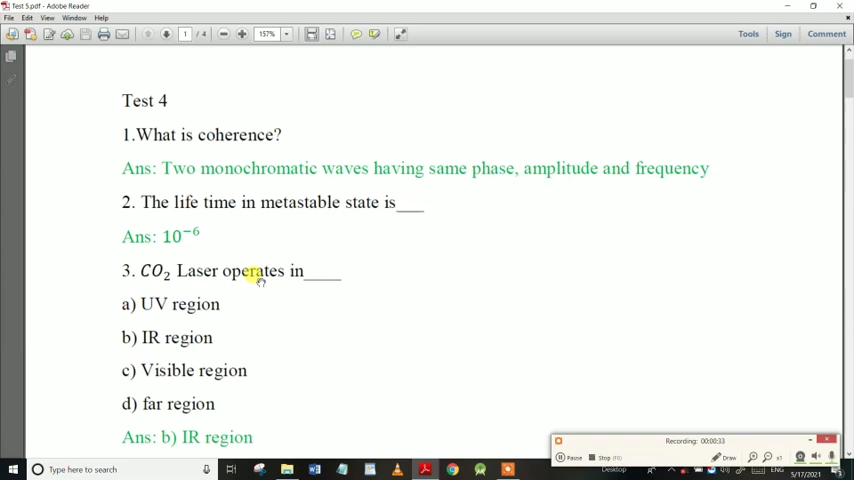 Test 5.pdf - Adobe Reader
File Edit View Window Help
1 / 4 157% Tools Sign Comment
Test 4
1.What is coherence?
Ans: Two monochromatic waves having same phase, amplitude and frequency
2. The life time in metastable state is___
Ans: 10⁻⁶
3. CO₂ Laser operates in____
a) UV region
b) IR region
c) Visible region
d) far region
Ans: b) IR region
Recording: 00:00:33
Pause Stop (F10) Draw x1
Type here to search Desktop ENG
5/17/2021